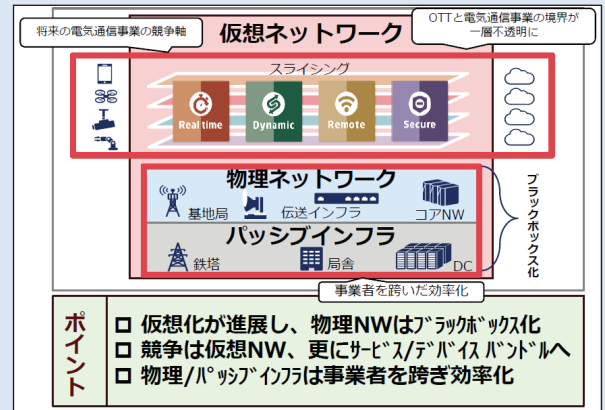 将来の電気通信事業の競争軸
仮想ネットワーク
OTTと電気通信事業の境界が
一層不透明に
スライシング
Real time
Dynamic
Remote
Secure
物理ネットワーク
基地局
伝送インフラ
コアNW
パッシブインフラ
鉄塔
局舎
DC
ブラックボックス化
事業者を跨いだ効率化
ポイント
□ 仮想化が進展し、物理NWはﾌﾞﾗｯｸﾎﾞｯｸｽ化
□ 競争は仮想NW、更にｻｰﾋﾞｽ/ﾃﾞﾊﾞｲｽ ﾊﾞﾝﾄﾞﾙへ
□ 物理/ﾊﾟｯｼﾌﾞｲﾝﾌﾗは事業者を跨ぎ効率化